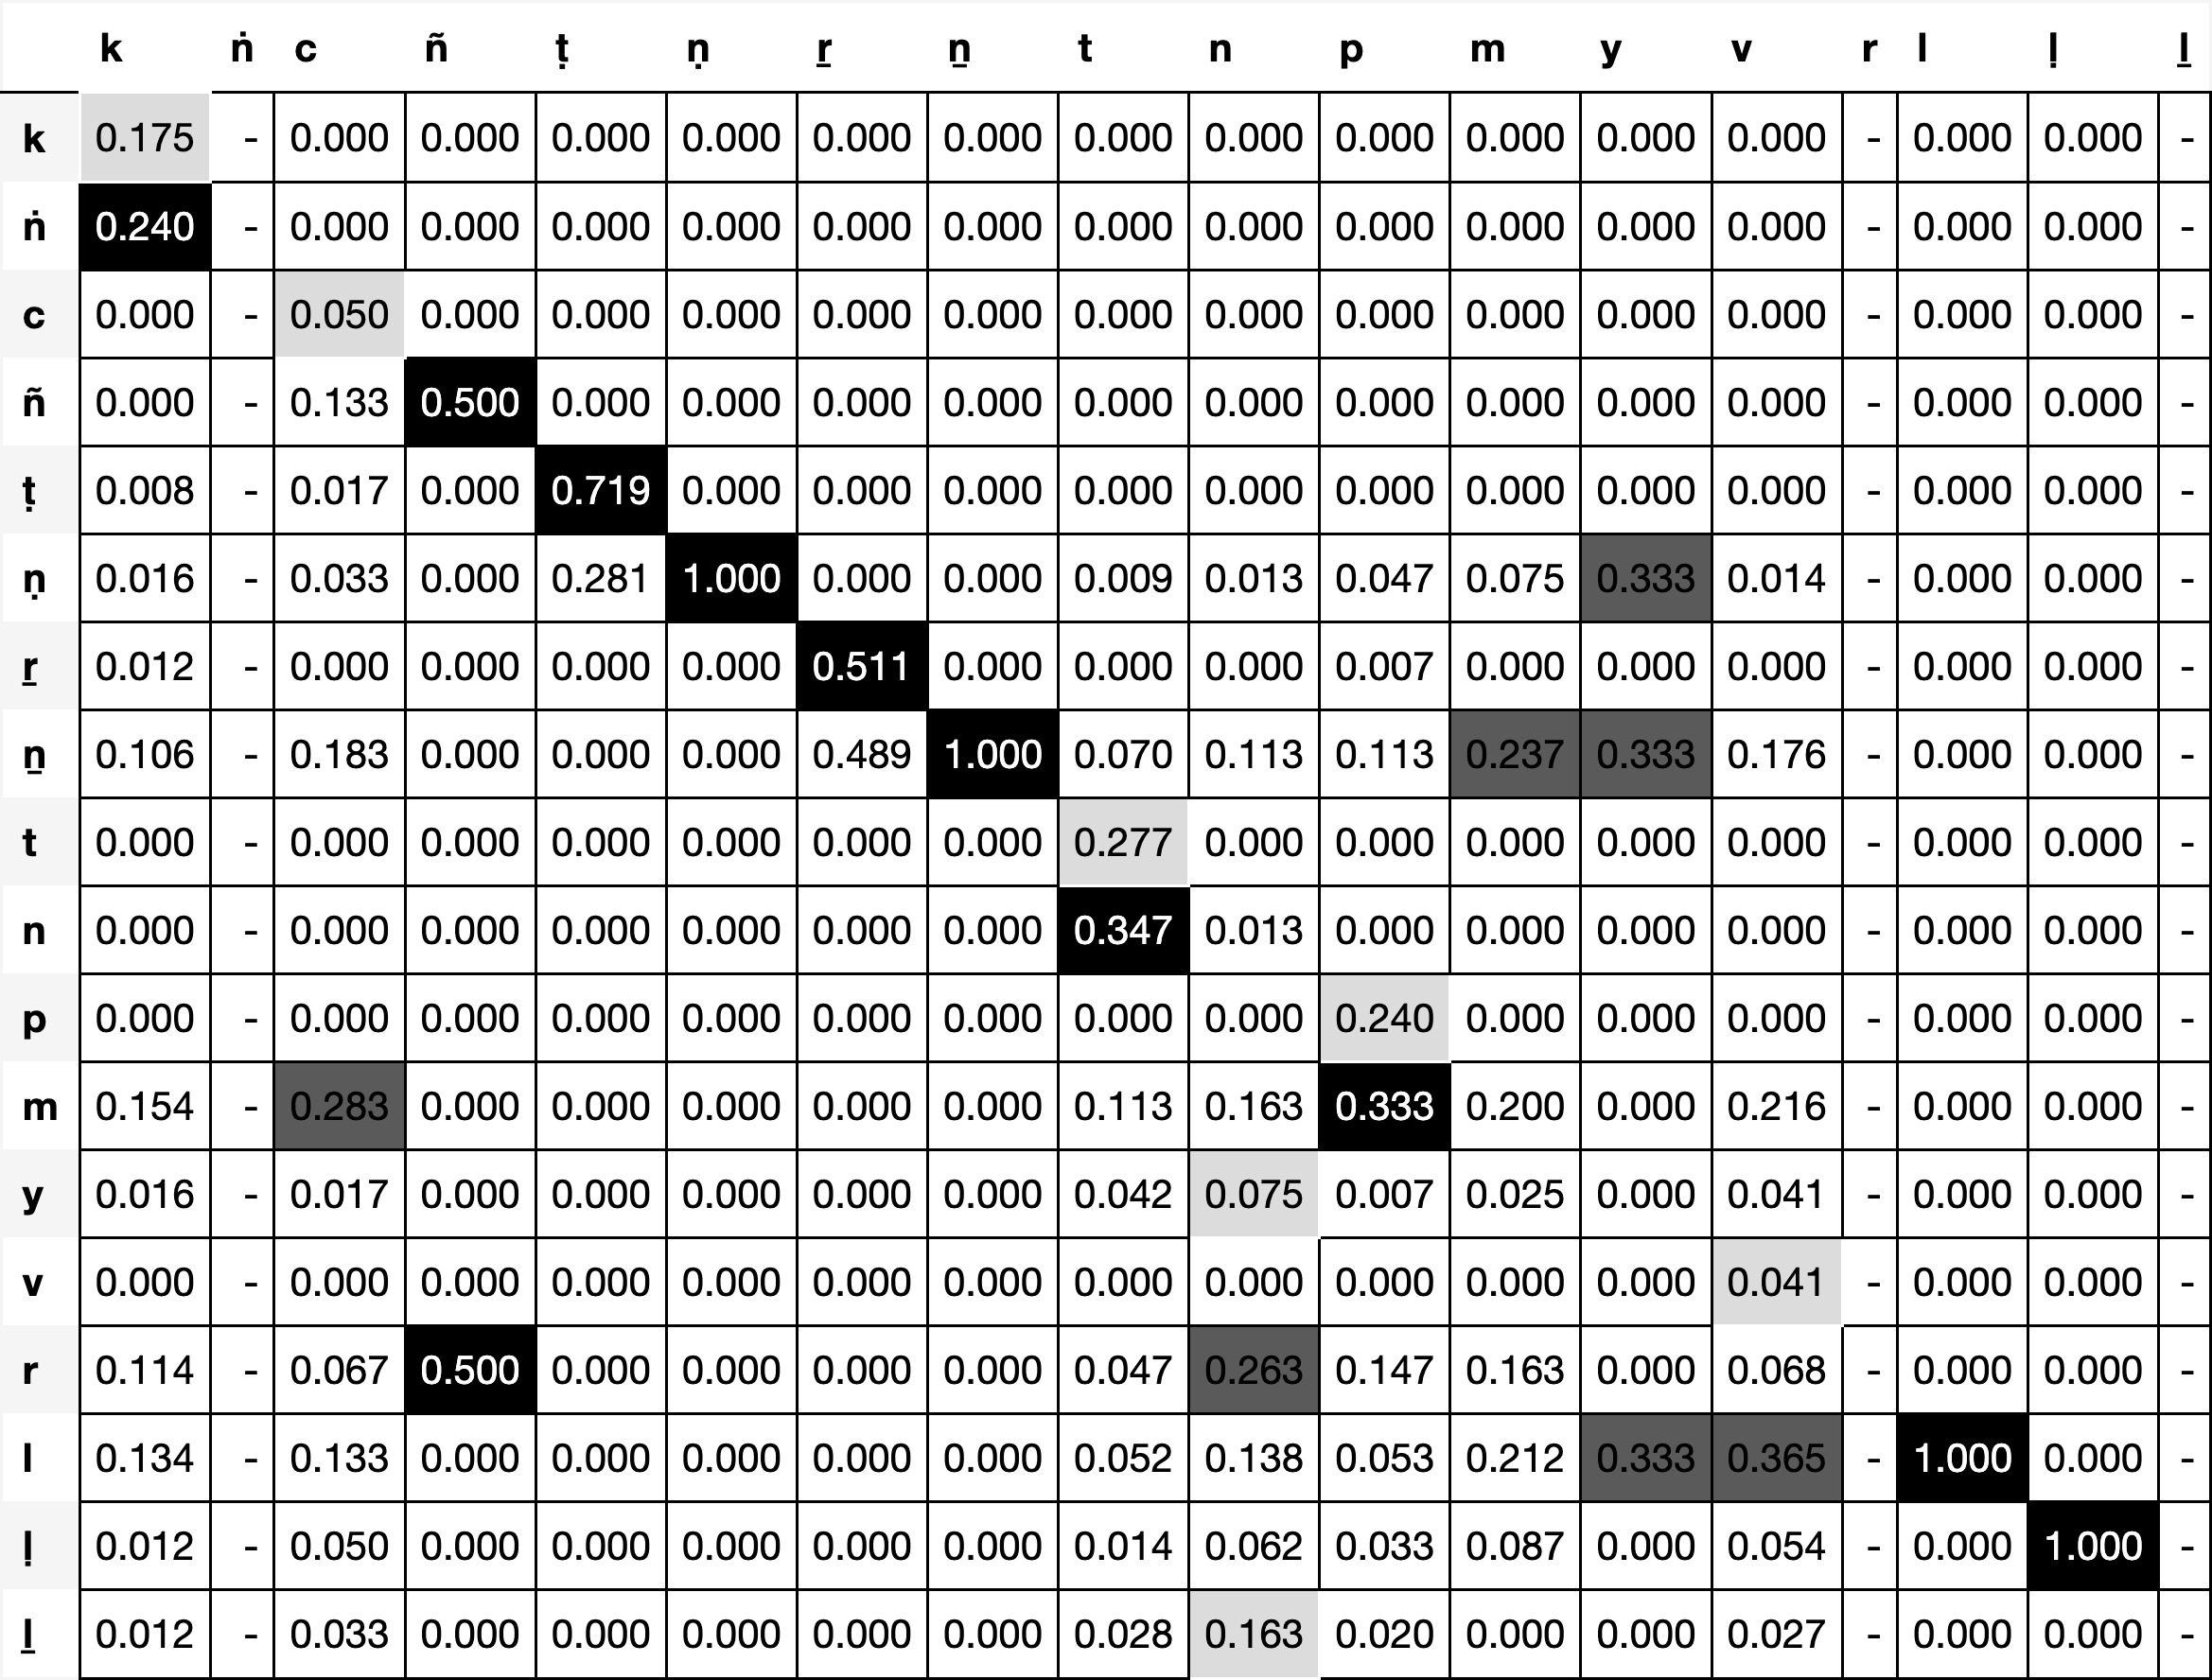 k ṅ c ñ ṭ ṇ ṟ ṉ t n p m y v r l ḷ ḻ
k 0.175 - 0.000 0.000 0.000 0.000 0.000 0.000 0.000 0.000 0.000 0.000 0.000 0.000 - 0.000 0.000 -
ṅ 0.240 - 0.000 0.000 0.000 0.000 0.000 0.000 0.000 0.000 0.000 0.000 0.000 0.000 - 0.000 0.000 -
c 0.000 - 0.050 0.000 0.000 0.000 0.000 0.000 0.000 0.000 0.000 0.000 0.000 0.000 - 0.000 0.000 -
ñ 0.000 - 0.133 0.500 0.000 0.000 0.000 0.000 0.000 0.000 0.000 0.000 0.000 0.000 - 0.000 0.000 -
ṭ 0.008 - 0.017 0.000 0.719 0.000 0.000 0.000 0.000 0.000 0.000 0.000 0.000 0.000 - 0.000 0.000 -
ṇ 0.016 - 0.033 0.000 0.281 1.000 0.000 0.000 0.009 0.013 0.047 0.075 0.333 0.014 - 0.000 0.000 -
ṟ 0.012 - 0.000 0.000 0.000 0.000 0.511 0.000 0.000 0.000 0.007 0.000 0.000 0.000 - 0.000 0.000 -
ṉ 0.106 - 0.183 0.000 0.000 0.000 0.489 1.000 0.070 0.113 0.113 0.237 0.333 0.176 - 0.000 0.000 -
t 0.000 - 0.000 0.000 0.000 0.000 0.000 0.000 0.277 0.000 0.000 0.000 0.000 0.000 - 0.000 0.000 -
n 0.000 - 0.000 0.000 0.000 0.000 0.000 0.000 0.347 0.013 0.000 0.000 0.000 0.000 - 0.000 0.000 -
p 0.000 - 0.000 0.000 0.000 0.000 0.000 0.000 0.000 0.000 0.240 0.000 0.000 0.000 - 0.000 0.000 -
m 0.154 - 0.283 0.000 0.000 0.000 0.000 0.000 0.113 0.163 0.333 0.200 0.000 0.216 - 0.000 0.000 -
y 0.016 - 0.017 0.000 0.000 0.000 0.000 0.000 0.042 0.075 0.007 0.025 0.000 0.041 - 0.000 0.000 -
v 0.000 - 0.000 0.000 0.000 0.000 0.000 0.000 0.000 0.000 0.000 0.000 0.000 0.041 - 0.000 0.000 -
r 0.114 - 0.067 0.500 0.000 0.000 0.000 0.000 0.047 0.263 0.147 0.163 0.000 0.068 - 0.000 0.000 -
l 0.134 - 0.133 0.000 0.000 0.000 0.000 0.000 0.052 0.138 0.053 0.212 0.333 0.365 - 1.000 0.000 -
ḷ 0.012 - 0.050 0.000 0.000 0.000 0.000 0.000 0.014 0.062 0.033 0.087 0.000 0.054 - 0.000 1.000 -
ḻ 0.012 - 0.033 0.000 0.000 0.000 0.000 0.000 0.028 0.163 0.020 0.000 0.000 0.027 - 0.000 0.000 -